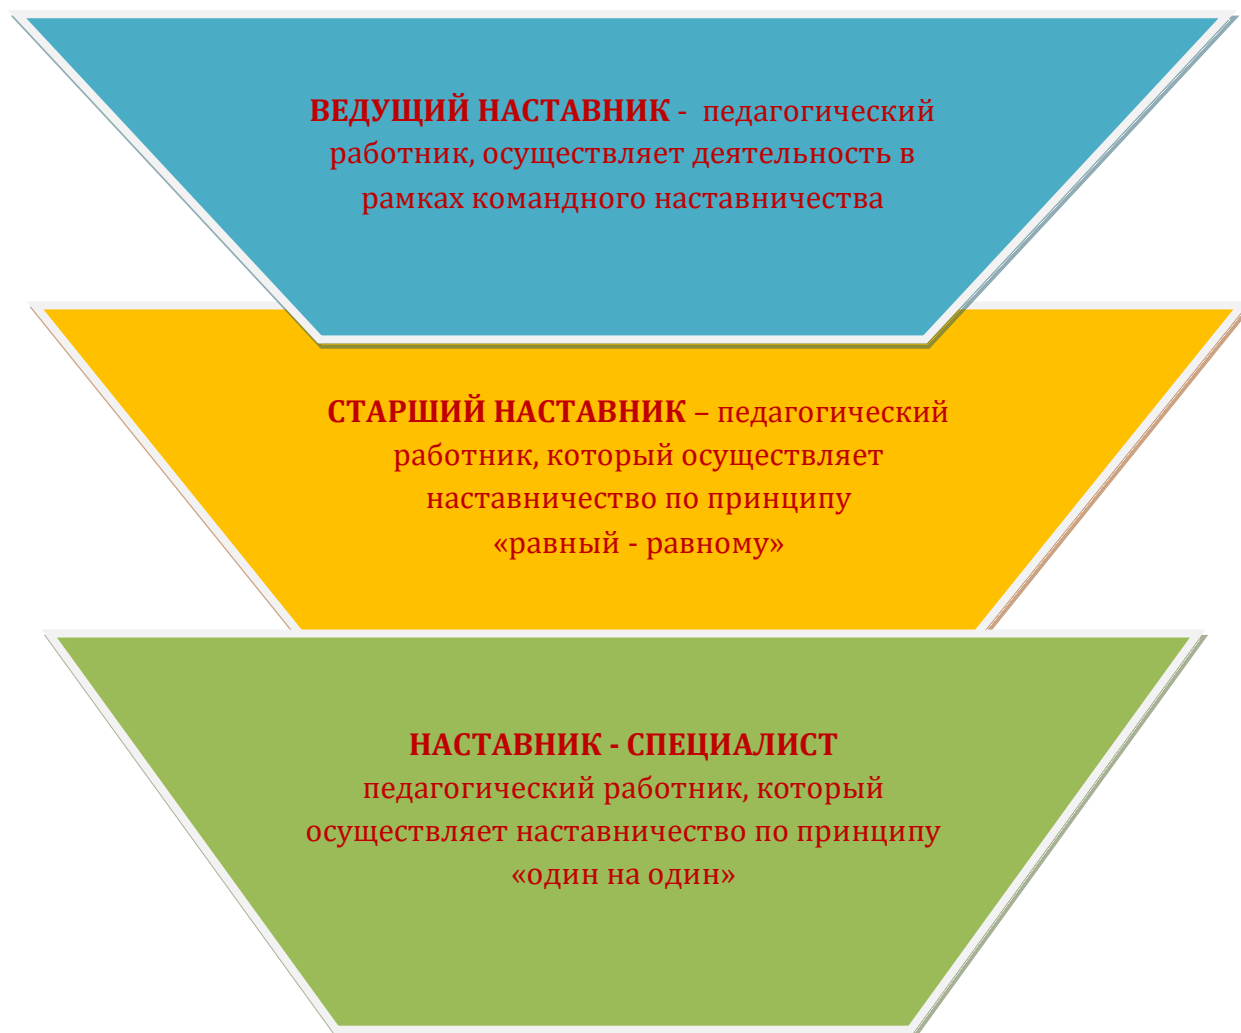 ВЕДУЩИЙ НАСТАВНИК - педагогический
работник, осуществляет деятельность в
рамках командного наставничества
СТАРШИЙ НАСТАВНИК – педагогический
работник, который осуществляет
наставничество по принципу
«равный - равному»
НАСТАВНИК - СПЕЦИАЛИСТ
педагогический работник, который
осуществляет наставничество по принципу
«один на один»